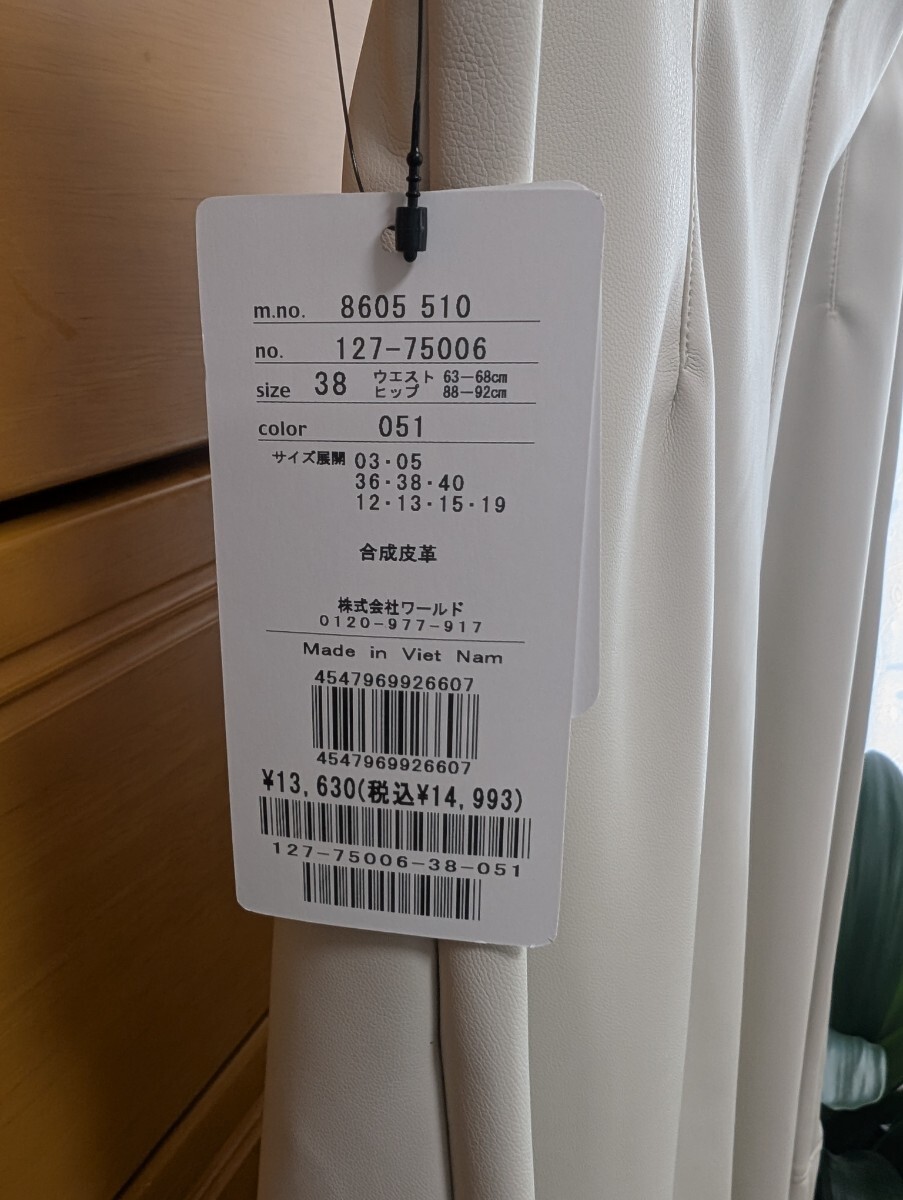 m.no. 8605 510
no. 127-75006
size 38 ウエスト 63－68㎝
ヒップ 88－92㎝
color 051
サイズ展開 03・05
36・38・40
12・13・15・19
合成皮革
株式会社ワールド
0120-977-917
Made in Viet Nam
4547969926607
4547969926607
¥13,630(税込¥14,993)
127-75006-38-051